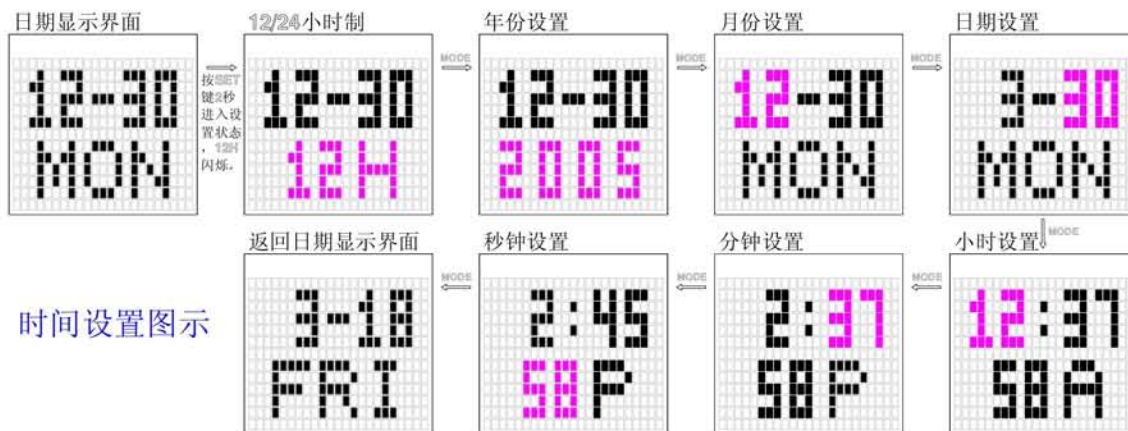 日期显示界面
12/24小时制
年份设置
月份设置
日期设置
12-30
MON
按SET
键2秒
进入设
置状态
，12H
闪烁。
12-30
12H
MODE
12-30
2005
MODE
12-30
MON
MODE
3-30
MON
MODE
返回日期显示界面
秒钟设置
分钟设置
小时设置
时间设置图示
3-18
FRI
MODE
2:45
58 P
MODE
2:37
58 P
MODE
12:37
58 A